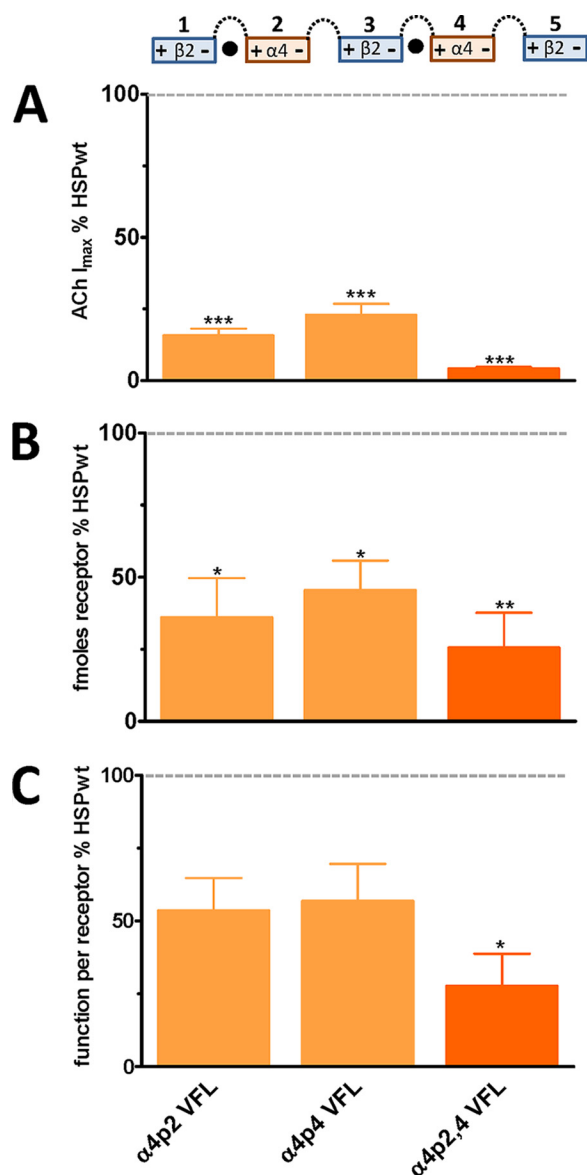 1 2 3 4 5
+ β2 - + α4 - + β2 - + α4 - + β2 -
A
ACh Imax % HSPwt
100
50
0
***
***
***
B
fmoles receptor % HSPwt
100
50
0
*
*
**
C
function per receptor % HSPwt
100
50
0
*
α4p2 VFL
α4p4 VFL
α4p2,4 VFL